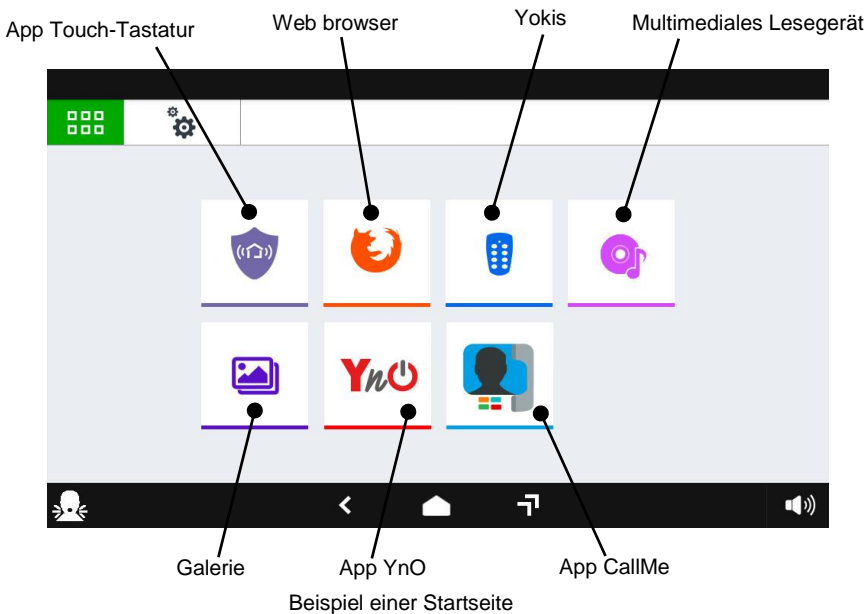 App Touch-Tastatur
Web browser
Yokis
Multimediales Lesegerät
YnO
Galerie
App YnO
App CallMe
Beispiel einer Startseite